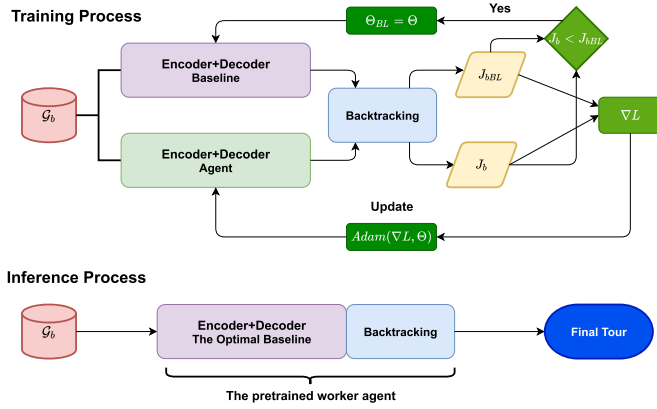 Training Process
Yes
Θ_BL = Θ
J_b < J_bBL
Encoder+Decoder
Baseline
J_bBL
𝒢_b
Backtracking
∇L
Encoder+Decoder
Agent
J_b
Update
Adam(∇L, Θ)
Inference Process
𝒢_b
Encoder+Decoder
The Optimal Baseline
Backtracking
Final Tour
The pretrained worker agent